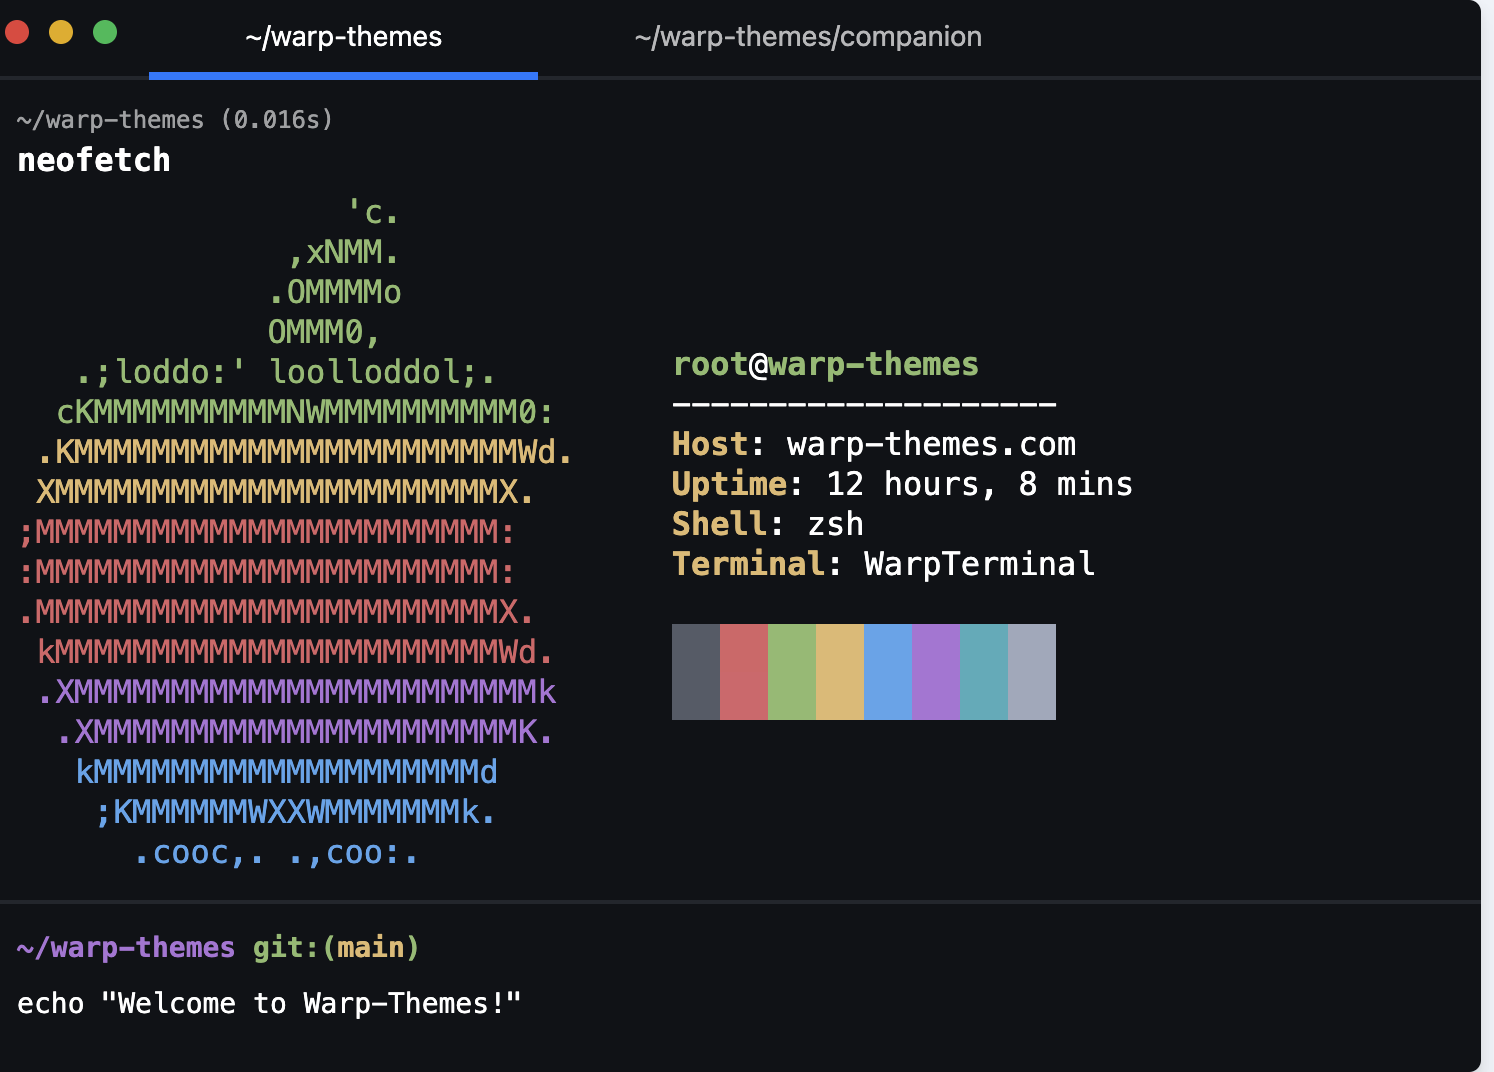 ~/warp-themes
~/warp-themes/companion
~/warp-themes (0.016s)
neofetch
'c.
,xNMM.
.OMMMMo
OMMM0,
.;loddo:' loolloddol;.
cKMMMMMMMMMMNWMMMMMMMMMM0:
.KMMMMMMMMMMMMMMMMMMMMMMMWd.
XMMMMMMMMMMMMMMMMMMMMMMMX.
;MMMMMMMMMMMMMMMMMMMMMMMM:
:MMMMMMMMMMMMMMMMMMMMMMMM:
.MMMMMMMMMMMMMMMMMMMMMMMMX.
kMMMMMMMMMMMMMMMMMMMMMMMWd.
.XMMMMMMMMMMMMMMMMMMMMMMMMk
.XMMMMMMMMMMMMMMMMMMMMMMK.
kMMMMMMMMMMMMMMMMMMMMd
;KMMMMMMWXXWMMMMMMMk.
.cooc,. .,coo:.
root@warp-themes
--------------------
Host: warp-themes.com
Uptime: 12 hours, 8 mins
Shell: zsh
Terminal: WarpTerminal
~/warp-themes git:(main)
echo "Welcome to Warp-Themes!"